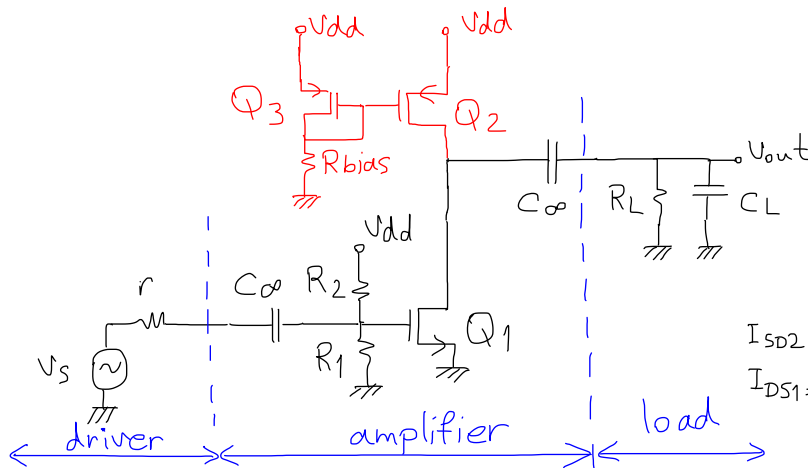 Vdd Vdd
Q3 Q2
Rbias
C∞ RL CL Vout
Vdd
r C∞ R2
R1 Q1
Vs
ISD2
IDS1=
driver amplifier load